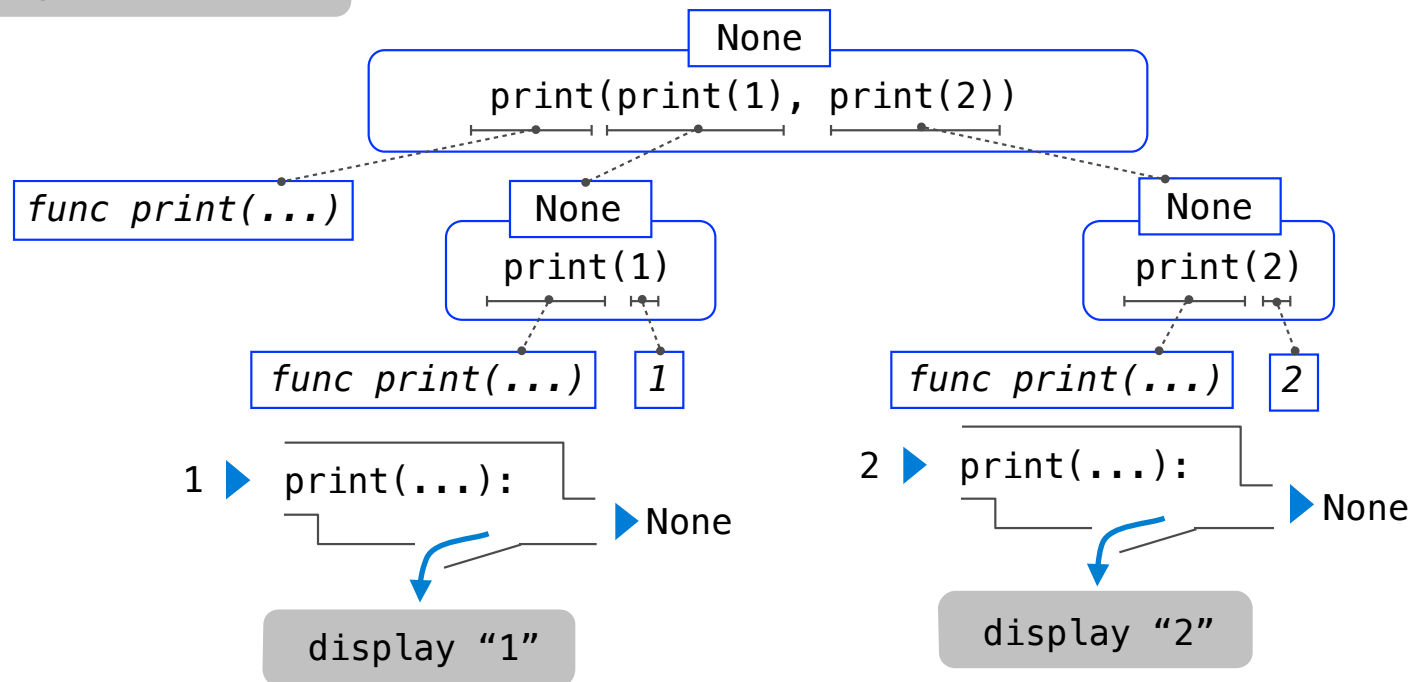 None
print(print(1), print(2))
func print(...)
None
print(1)
func print(...)
1
None
print(2)
func print(...)
2
1
print(...):
None
display “1”
2
print(...):
None
display “2”